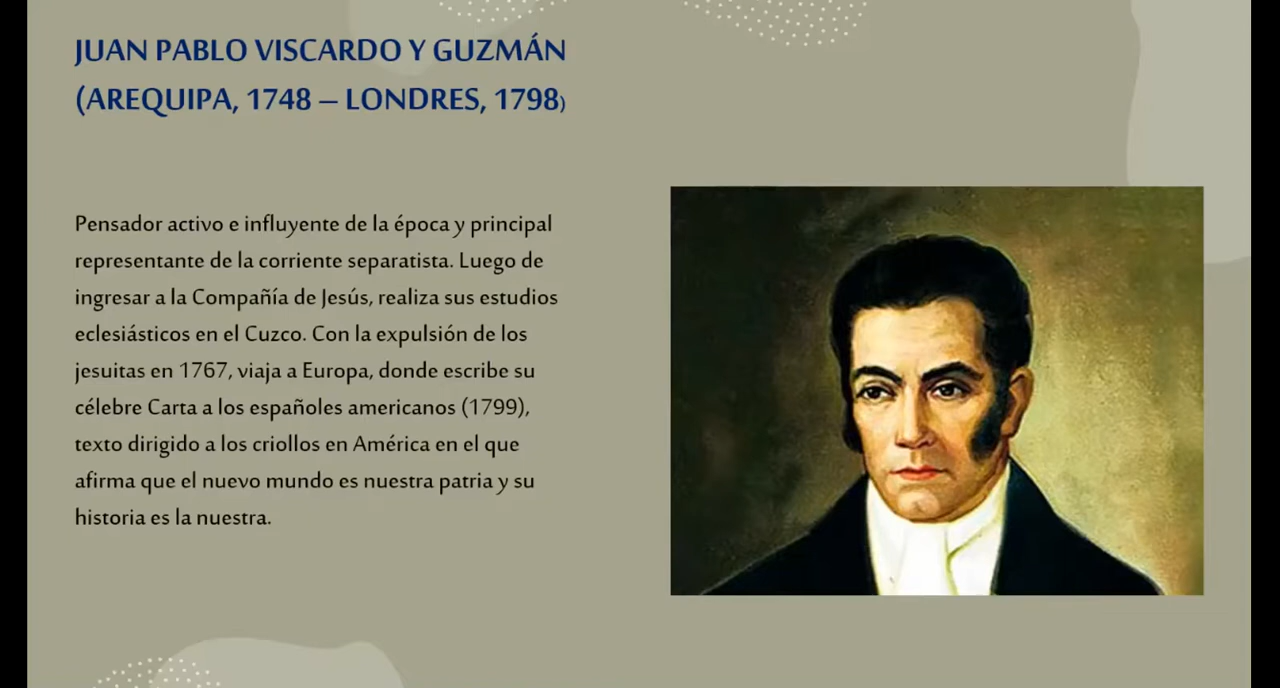 JUAN PABLO VISCARDO Y GUZMÁN
(AREQUIPA, 1748 – LONDRES, 1798)
Pensador activo e influyente de la época y principal
representante de la corriente separatista. Luego de
ingresar a la Compañía de Jesús, realiza sus estudios
eclesiásticos en el Cuzco. Con la expulsión de los
jesuitas en 1767, viaja a Europa, donde escribe su
célebre Carta a los españoles americanos (1799),
texto dirigido a los criollos en América en el que
afirma que el nuevo mundo es nuestra patria y su
historia es la nuestra.